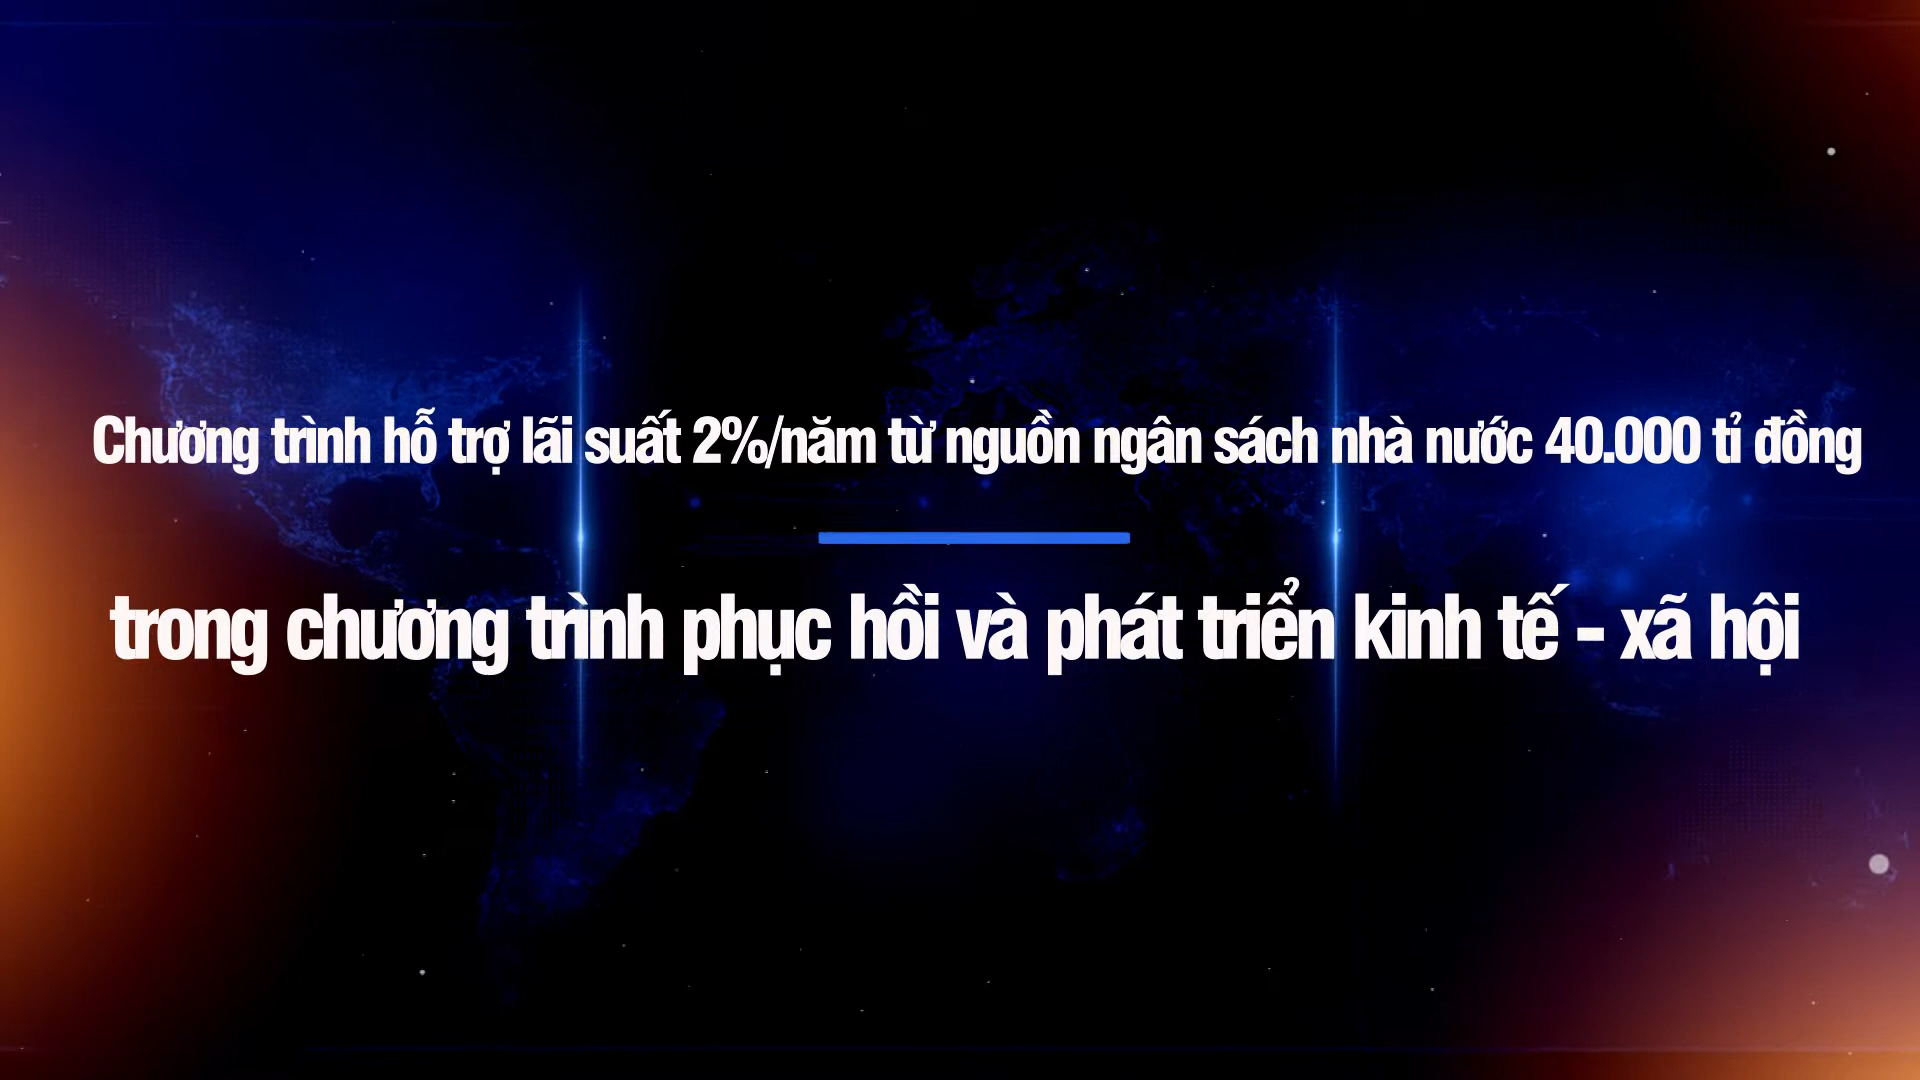 Chương trình hỗ trợ lãi suất 2%/năm từ nguồn ngân sách nhà nước 40.000 tỉ đồng
trong chương trình phục hồi và phát triển kinh tế - xã hội